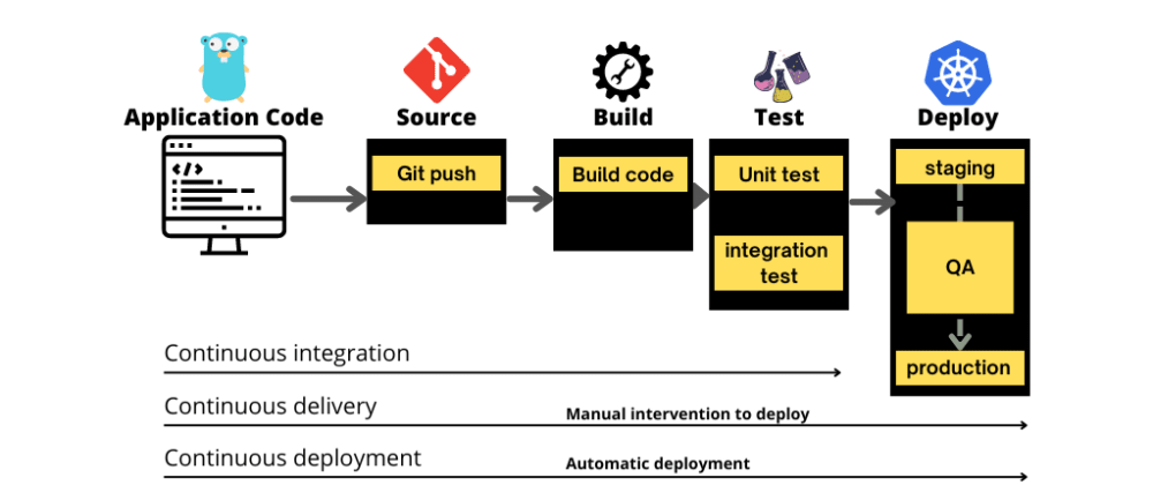 Application Code
Source
Build
Test
Deploy
</>
Git push
Build code
Unit test
integration
test
staging
QA
production
Continuous integration
Continuous delivery
Manual intervention to deploy
Continuous deployment
Automatic deployment